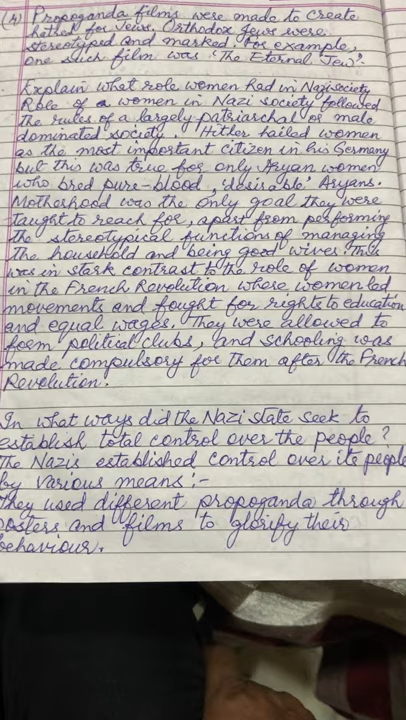 (4) Propoganda films were made to create
hatred for Jews. Orthodox Jews were
stereotyped and marked. For example,
one such film was 'The Eternal Jew'.
Explain what role women had in Nazi society
Role of a women in Nazi society followed
the rules of a largely patriarchal or male
dominated society. Hitler hailed women
as the most important citizen in his Germany
but this was true for only Aryan women
who bred pure-blood, 'desirable' Aryans.
Motherhood was the only goal they were
taught to reach for, apart from performing
the stereotypical functions of managing
the household and being good wives. This
was in stark contrast to the role of women
in the French Revolution where women led
movements and fought for rights to education
and equal wages. They were allowed to
form political clubs, and schooling was
made compulsory for them after the French
Revolution.
In what ways did the Nazi state seek to
establish total control over the people?
The Nazis established control over its people
by various means :-
They used different propoganda through
posters and films to glorify their
behaviour.